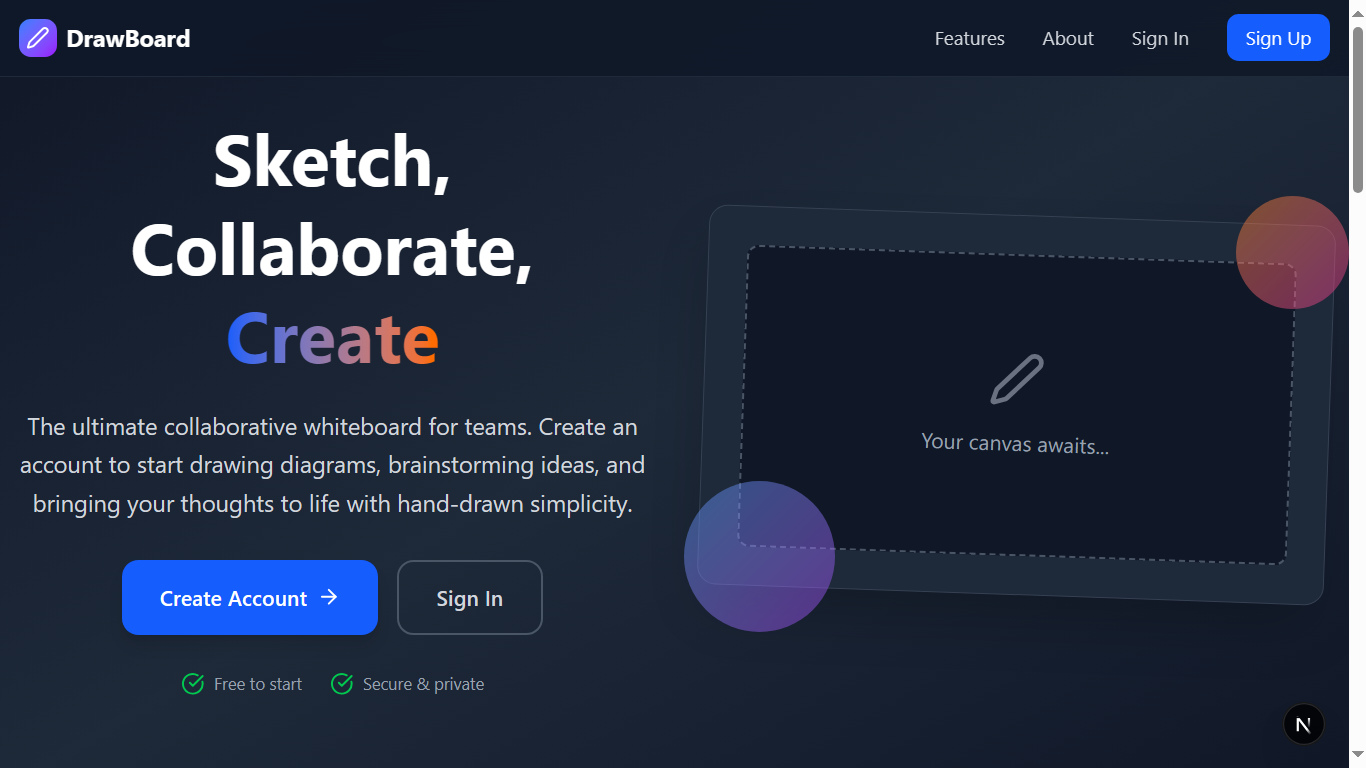 DrawBoard
Features
About
Sign In
Sign Up
Sketch,
Collaborate,
Create
The ultimate collaborative whiteboard for teams. Create an
account to start drawing diagrams, brainstorming ideas, and
bringing your thoughts to life with hand-drawn simplicity.
Create Account
Sign In
Free to start
Secure & private
Your canvas awaits...
N